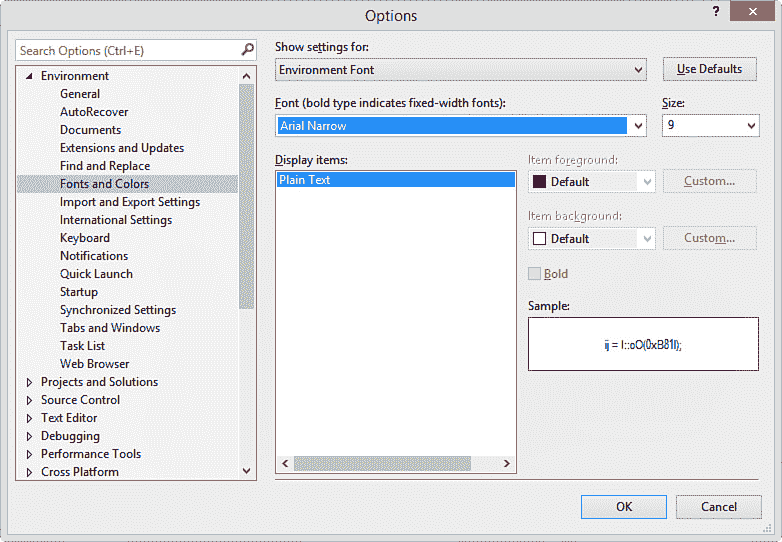 Options
?
Search Options (Ctrl+E)
Environment
General
AutoRecover
Documents
Extensions and Updates
Find and Replace
Fonts and Colors
Import and Export Settings
International Settings
Keyboard
Notifications
Quick Launch
Startup
Synchronized Settings
Tabs and Windows
Task List
Web Browser
Projects and Solutions
Source Control
Text Editor
Debugging
Performance Tools
Cross Platform
Show settings for:
Environment Font
Use Defaults
Font (bold type indicates fixed-width fonts):
Size:
Arial Narrow
9
Display items:
Plain Text
Item foreground:
Default
Custom...
Item background:
Default
Custom...
Bold
Sample:
ij = I::oO(0xB81l);
OK
Cancel